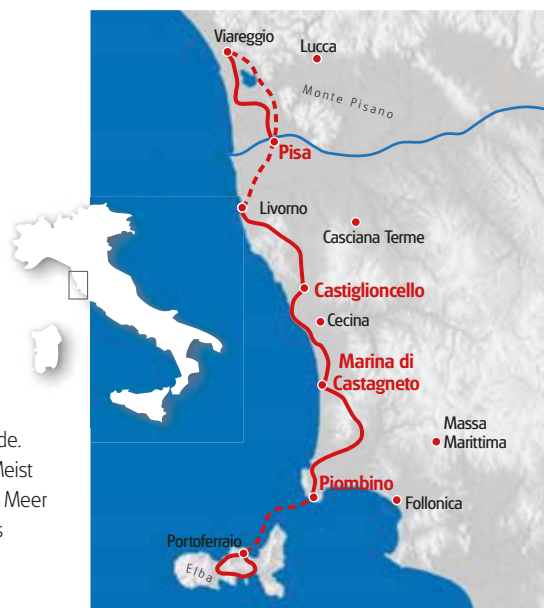 Viareggio
Lucca
Monte Pisano
Pisa
Livorno
Casciana Terme
Castiglioncello
Cecina
Marina di
Castagneto
Massa
Marittima
Piombino
Follonica
Portoferraio
Elba
de.
Meist
Meer
s